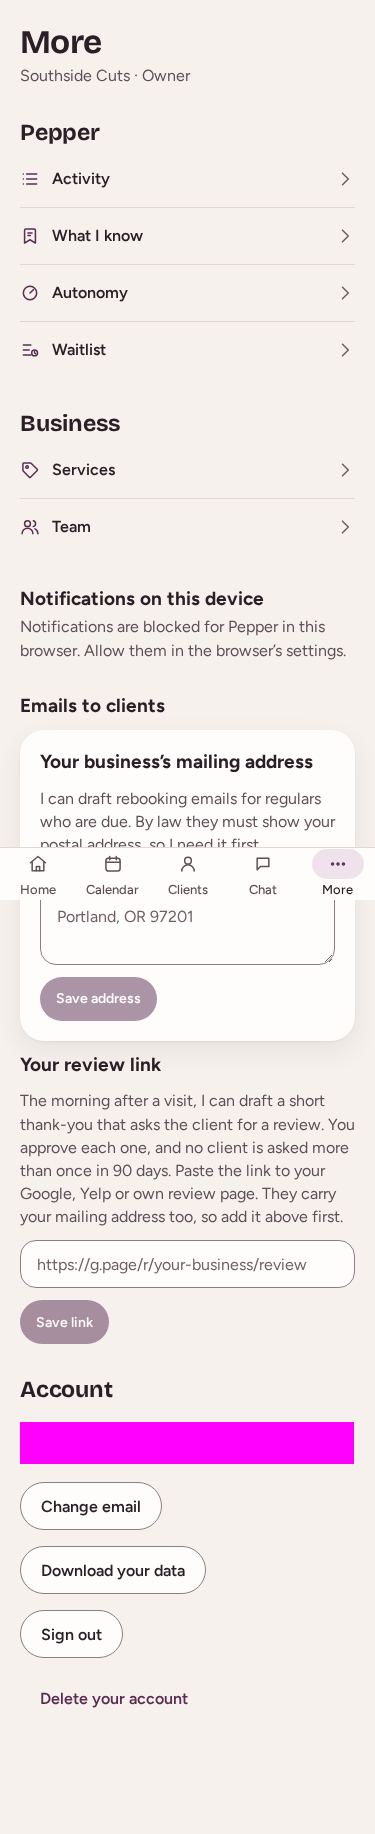 More
Southside Cuts · Owner
Pepper
Activity
What I know
Autonomy
Waitlist
Business
Services
Team
Notifications on this device
Notifications are blocked for Pepper in this
browser. Allow them in the browser’s settings.
Emails to clients
Your business’s mailing address
I can draft rebooking emails for regulars
who are due. By law they must show your
postal address, so I need it first.
Home
Calendar
Clients
Chat
More
Portland, OR 97201
Save address
Your review link
The morning after a visit, I can draft a short
thank-you that asks the client for a review. You
approve each one, and no client is asked more
than once in 90 days. Paste the link to your
Google, Yelp or own review page. They carry
your mailing address too, so add it above first.
https://g.page/r/your-business/review
Save link
Account
Change email
Download your data
Sign out
Delete your account